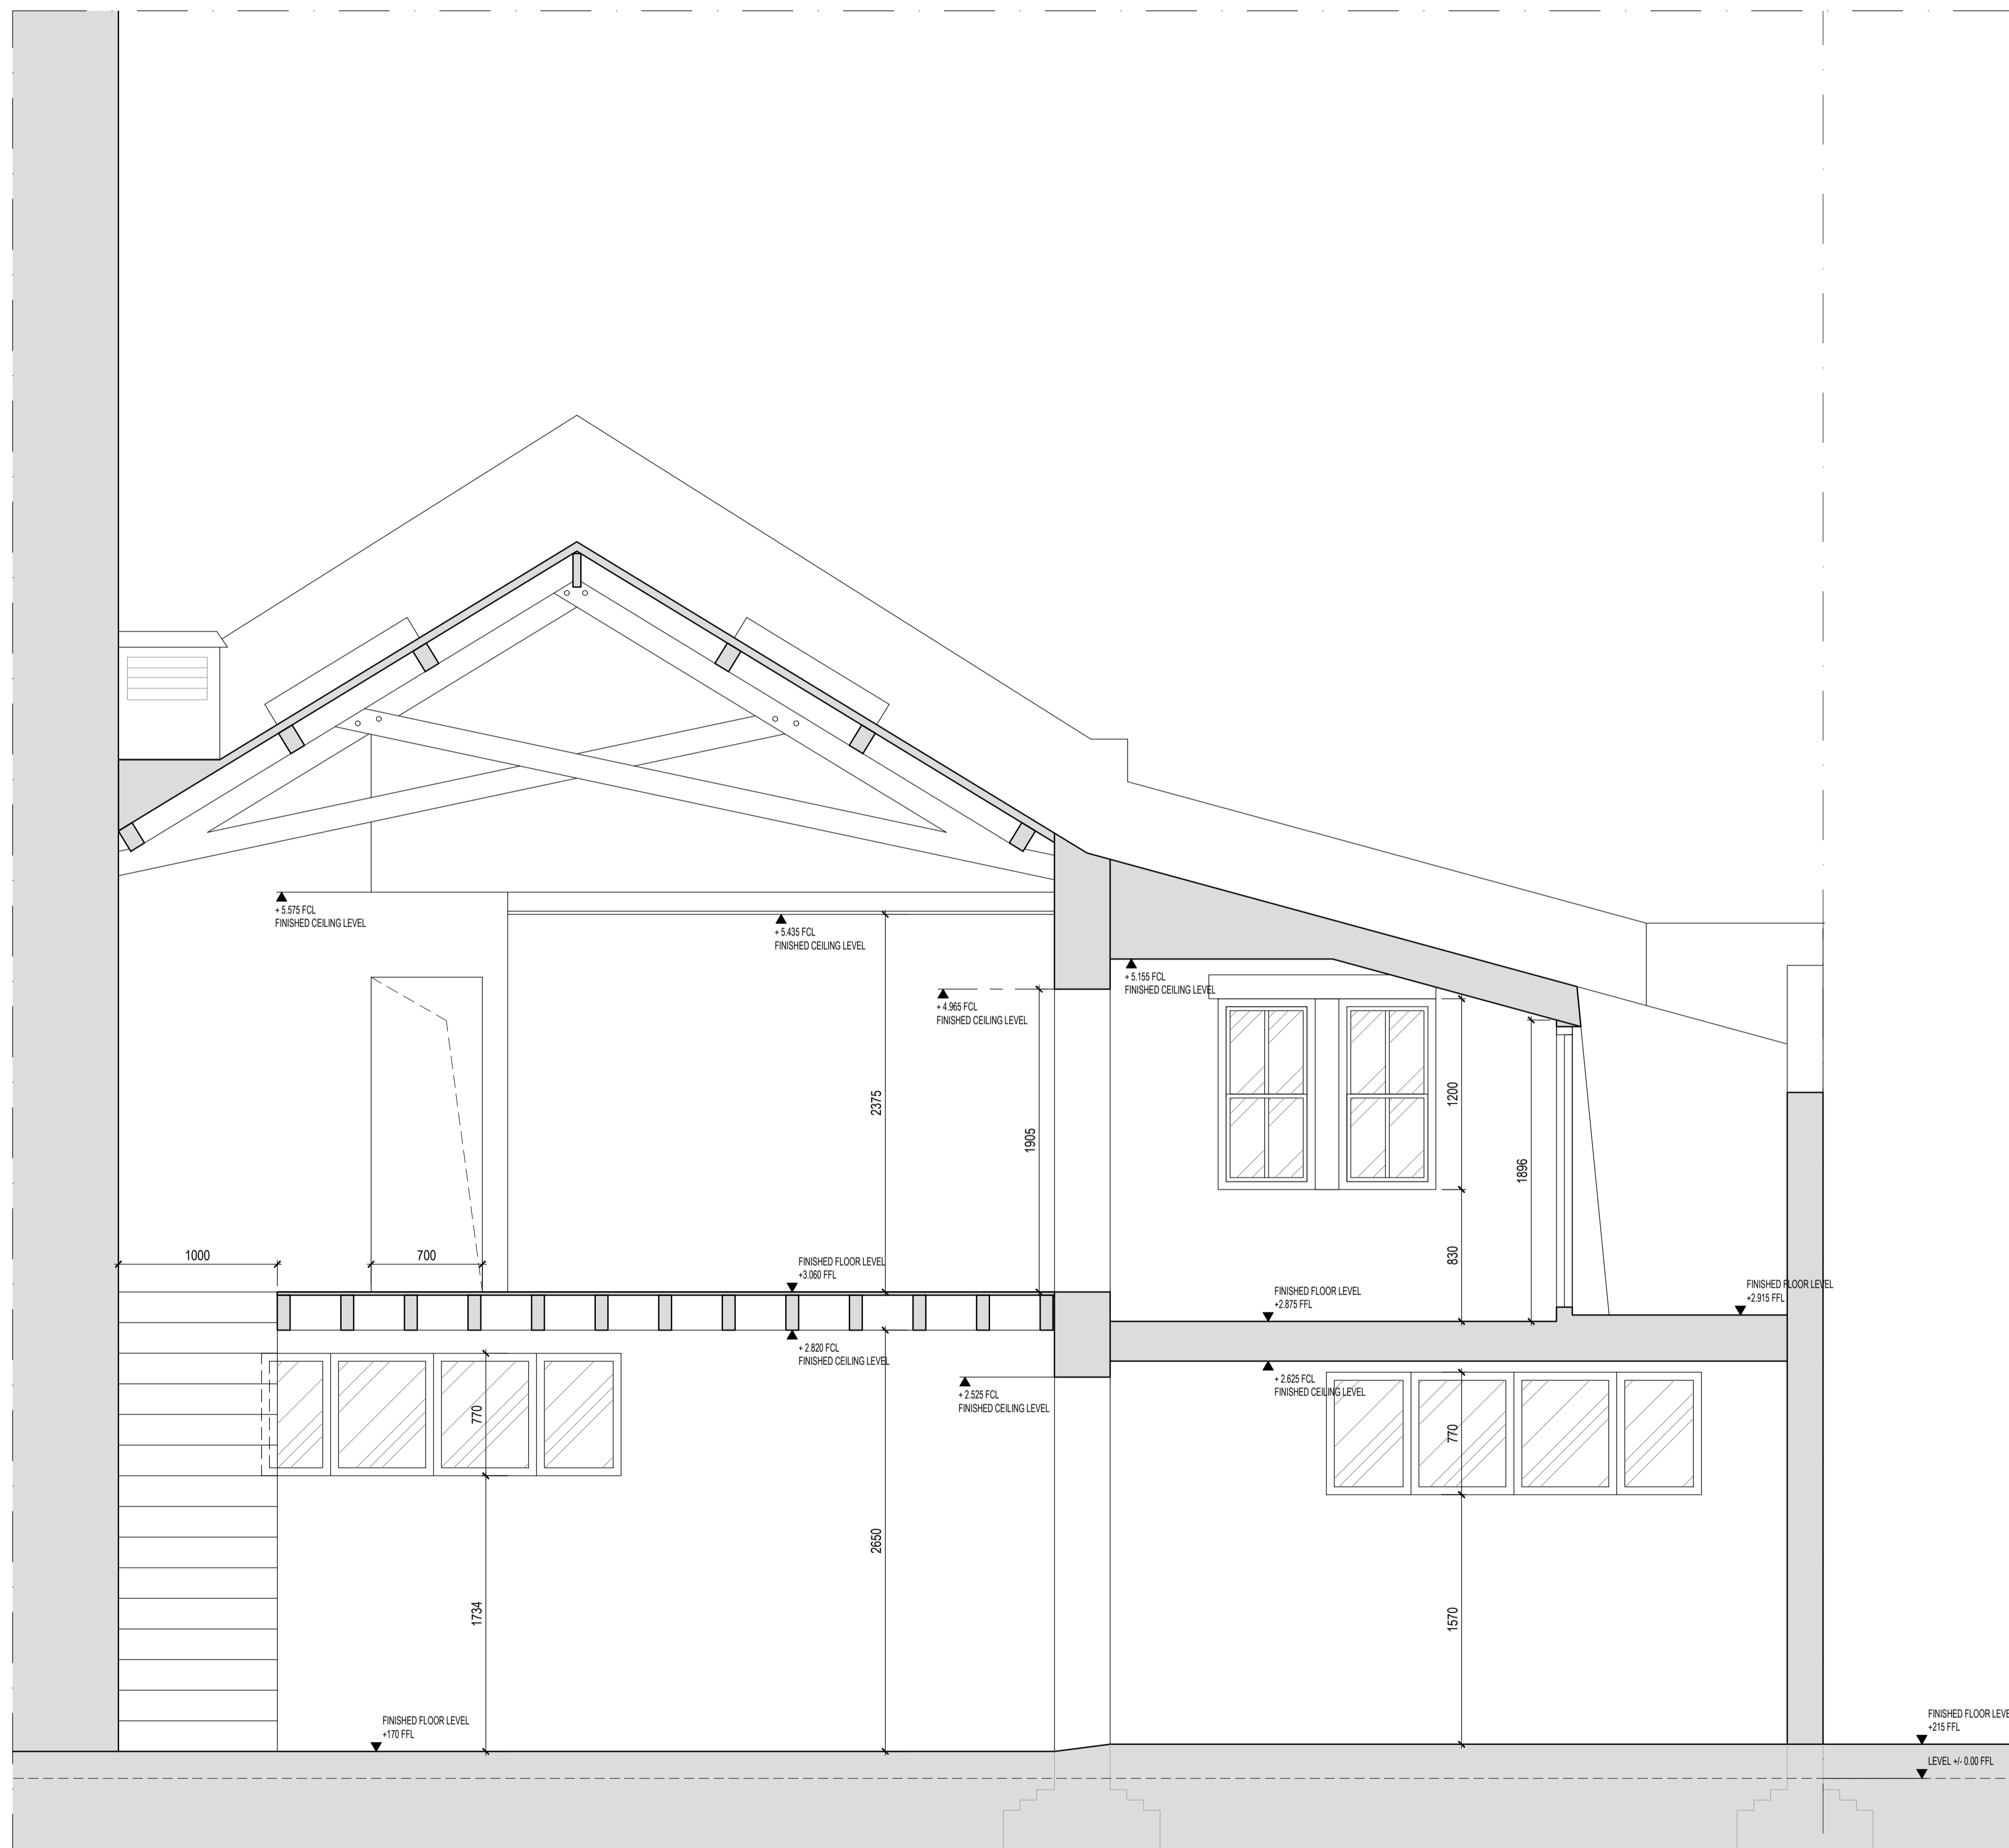 + 5.575 FCL
FINISHED CEILING LEVEL
+ 5.435 FCL
FINISHED CEILING LEVEL
+ 5.155 FCL
FINISHED CEILING LEVEL
+ 4.965 FCL
FINISHED CEILING LEVEL
2375
1905
1200
1896
830
1000
700
FINISHED FLOOR LEVEL
+3.060 FFL
FINISHED FLOOR LEVEL
+2.875 FFL
FINISHED FLOOR LEVEL
+2.915 FFL
+ 2.820 FCL
FINISHED CEILING LEVEL
+ 2.525 FCL
FINISHED CEILING LEVEL
+ 2.625 FCL
FINISHED CEILING LEVEL
770
770
2650
1734
1570
FINISHED FLOOR LEVEL
+170 FFL
FINISHED FLOOR LEVE
+215 FFL
LEVEL +/- 0.00 FFL